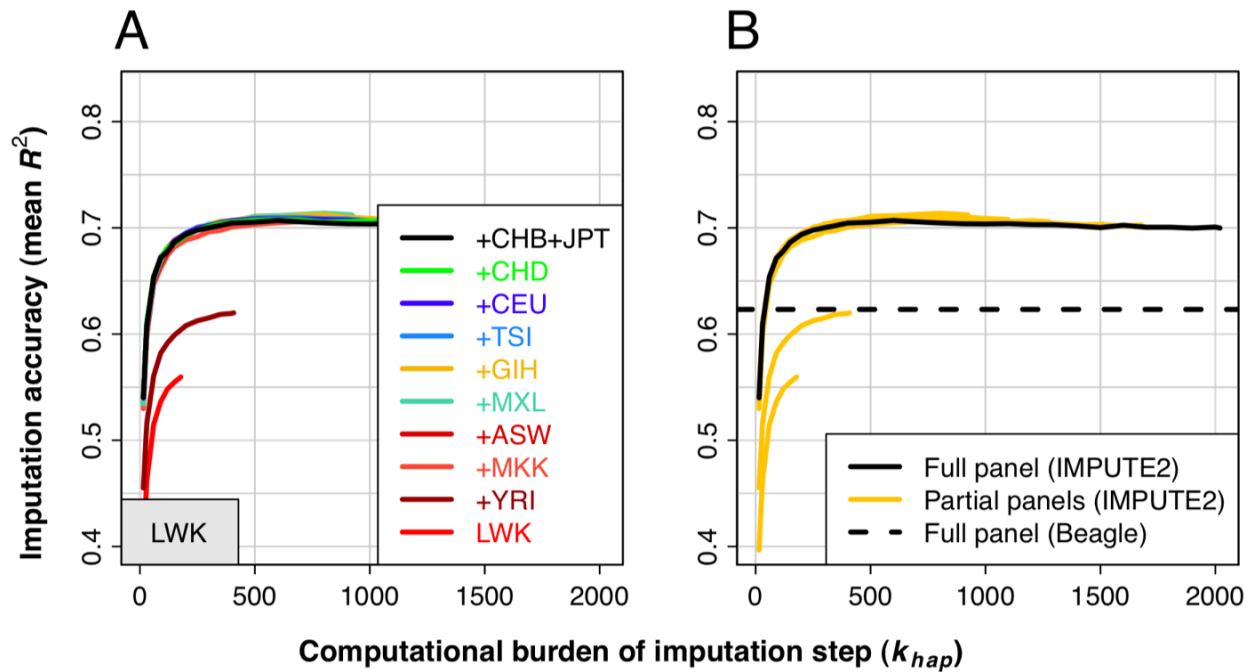 A
B
Imputation accuracy (mean R²)
0.8
0.7
0.6
0.5
0.4
+CHB+JPT
+CHD
+CEU
+TSI
+GIH
+MXL
+ASW
+MKK
+YRI
LWK
LWK
0 500 1000 1500 2000
0.8
0.7
0.6
0.5
0.4
Full panel (IMPUTE2)
Partial panels (IMPUTE2)
Full panel (Beagle)
0 500 1000 1500 2000
Computational burden of imputation step (k_hap)